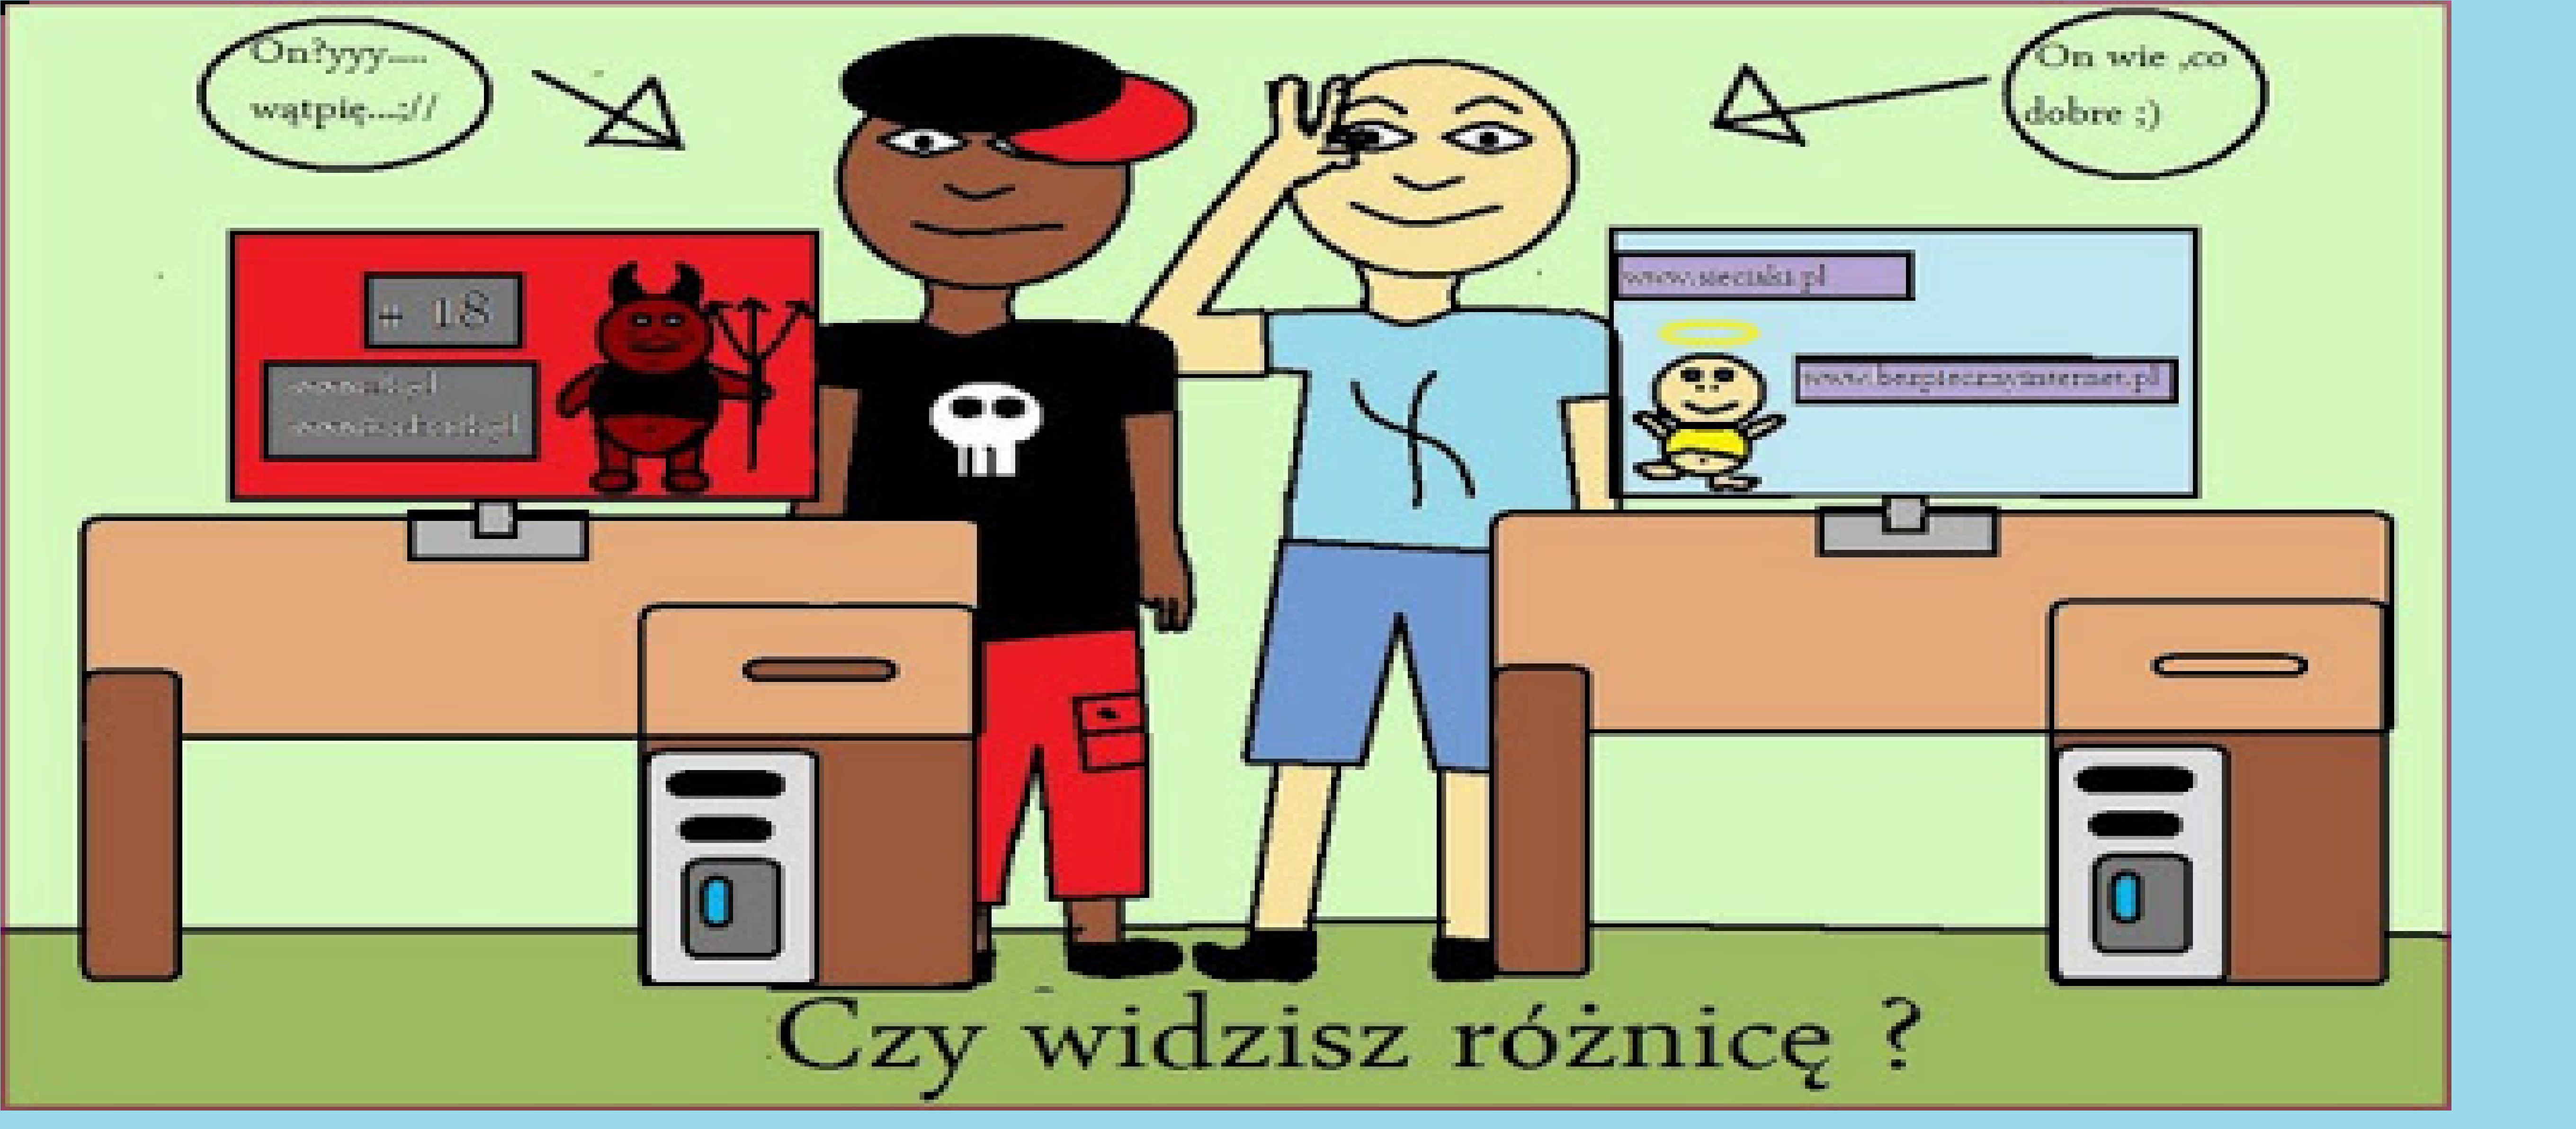 On?yyy.....
wątpię...://
On wie ,co
dobre ;)
+ 18
www.sieciaki.pl
www.bezpiecznyinternet.pl
Czy widzisz różnicę ?